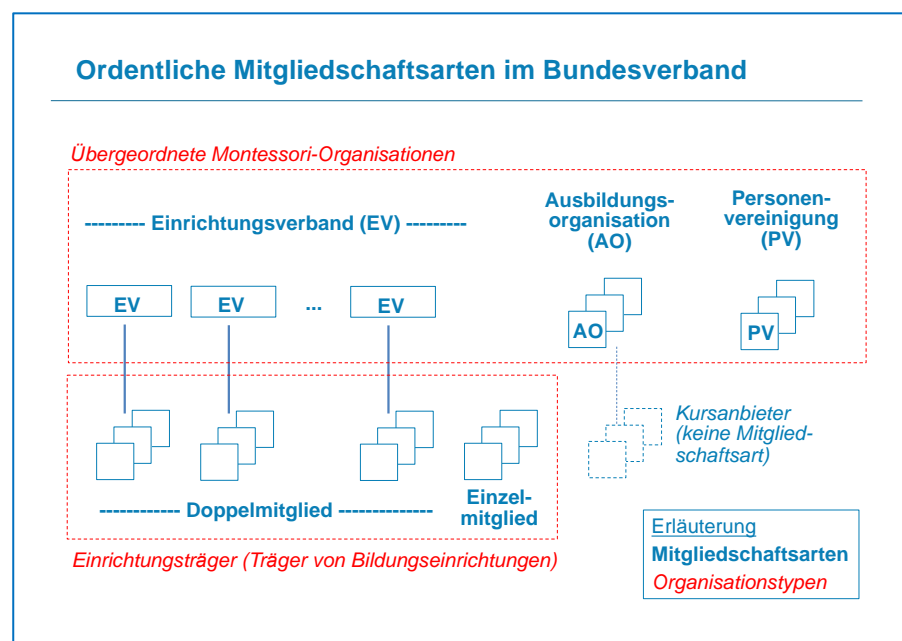 Ordentliche Mitgliedschaftsarten im Bundesverband
Übergeordnete Montessori-Organisationen
--------- Einrichtungsverband (EV) ---------
Ausbildungs-
organisation
(AO)
Personen-
vereinigung
(PV)
EV
EV
...
EV
AO
PV
Kursanbieter
(keine Mitglied-
schaftsart)
------------ Doppelmitglied --------------
Einzel-
mitglied
Einrichtungsträger (Träger von Bildungseinrichtungen)
Erläuterung
Mitgliedschaftsarten
Organisationstypen